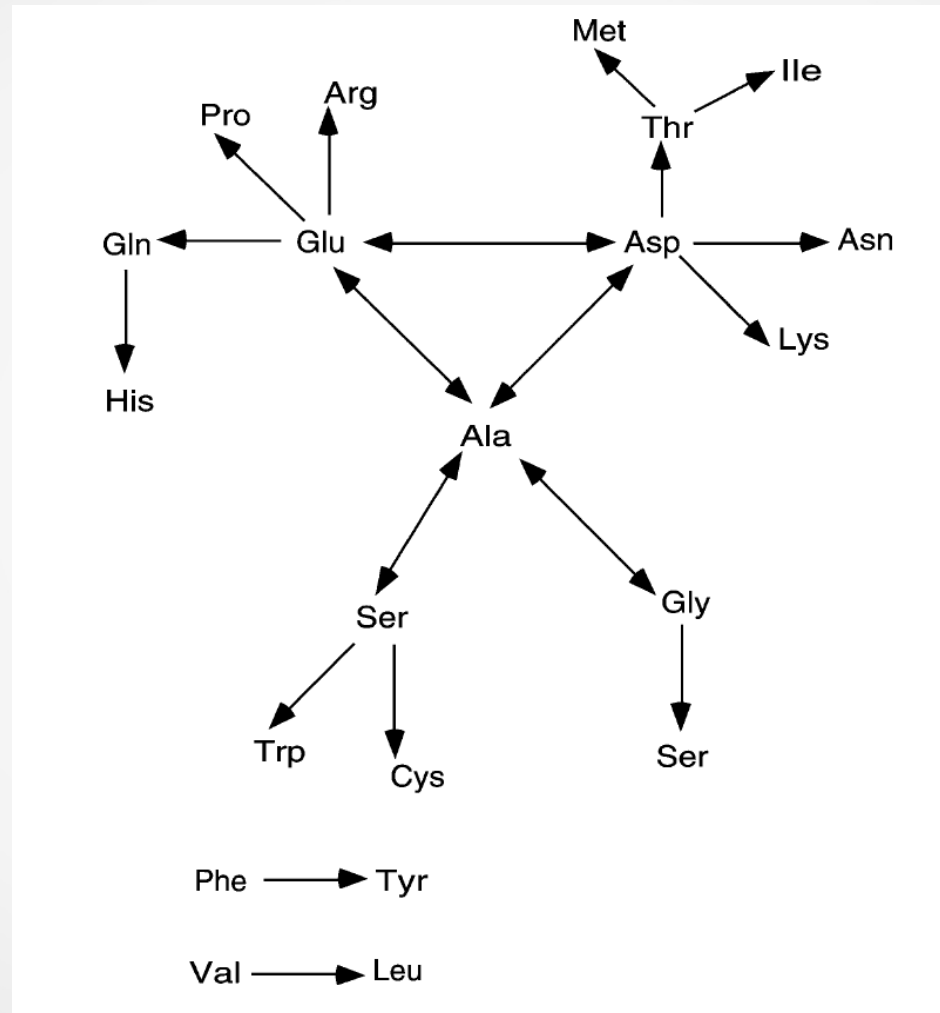 Met
Ile
Arg
Pro
Thr
Gln
Glu
Asp
Asn
Lys
His
Ala
Gly
Ser
Trp
Cys
Ser
Phe
Tyr
Val
Leu